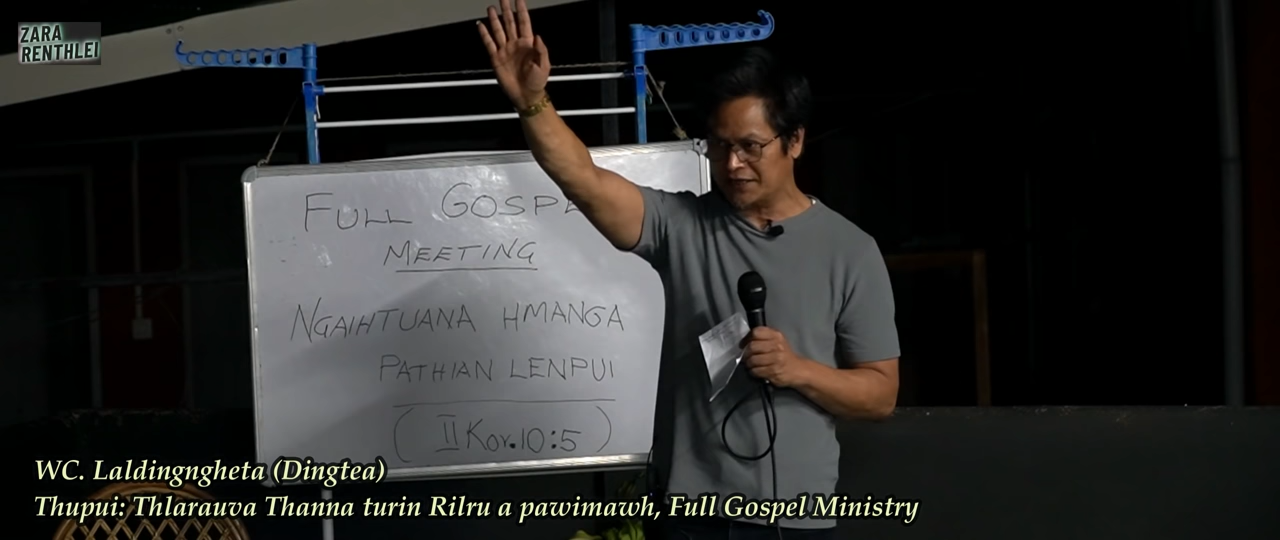 ZARA
RENTHLEI
FULL GOSPE
MEETING
NGAIHTUANA HMANGA
PATHIAN LENPUI
(II Kor.10:5)
WC. Laldingngheta (Dingtea)
Thupui: Thlarauva Thanna turin Rilru a pawimawh, Full Gospel Ministry